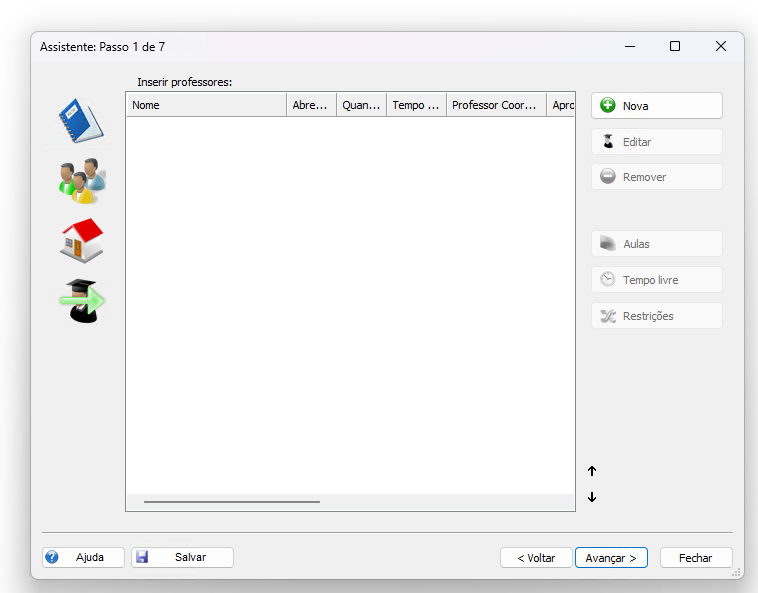 Assistente: Passo 1 de 7
Inserir professores:
Nome Abre... Quan... Tempo ... Professor Coor... Apro
Nova
Editar
Remover
Aulas
Tempo livre
Restrições
Ajuda Salvar < Voltar Avançar > Fechar